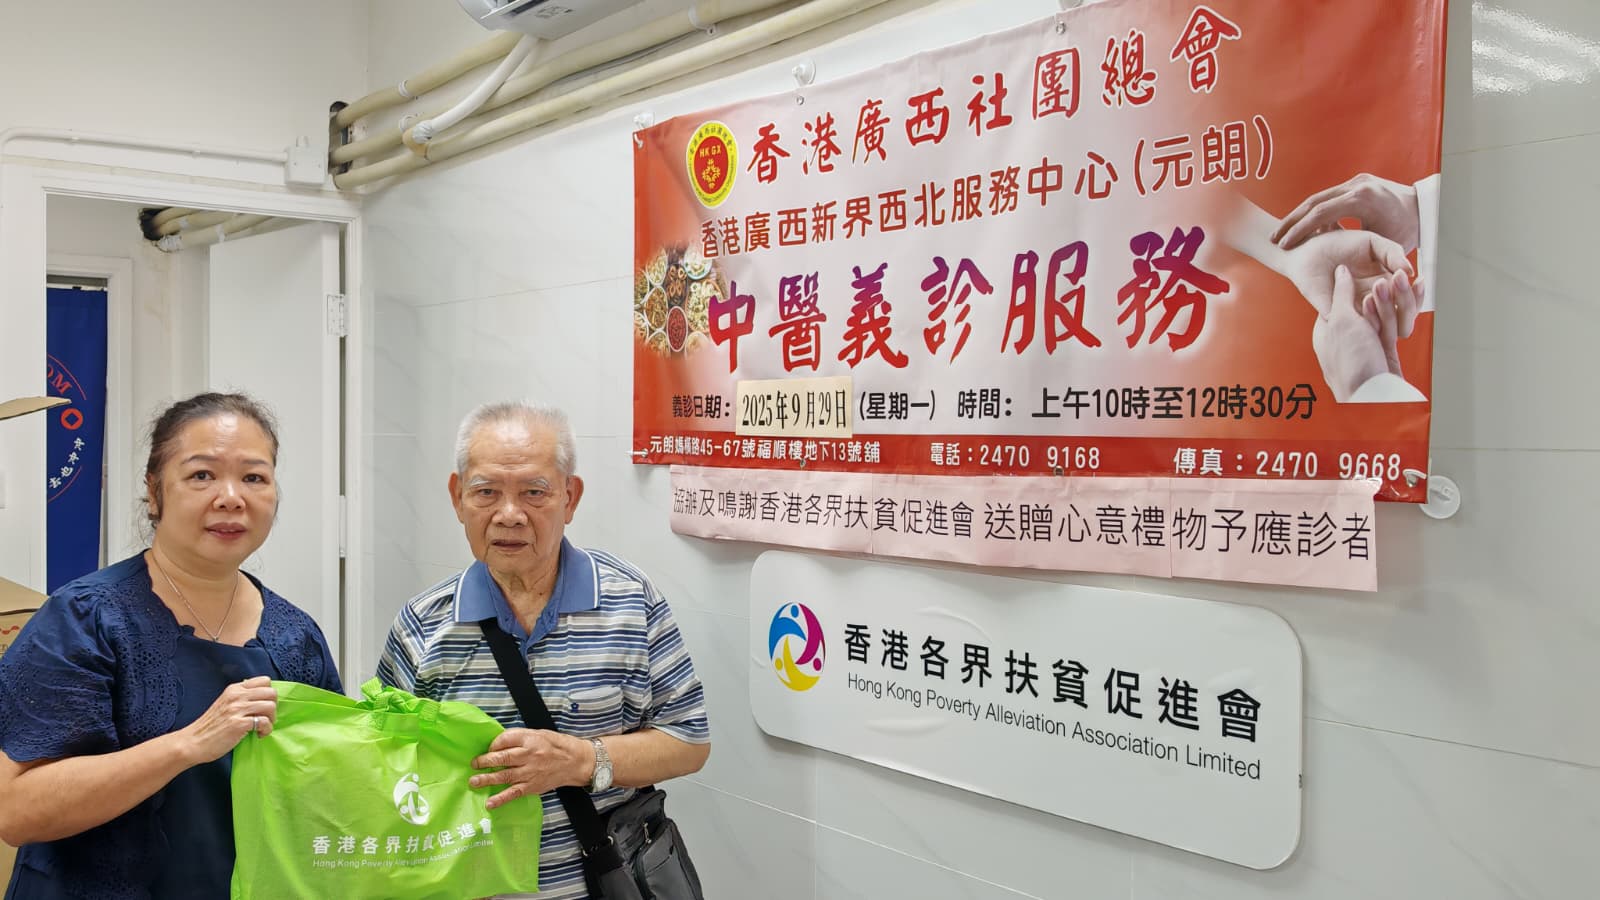 香港廣西社團總會
HKGX
香港廣西新界西北服務中心(元朗)
中醫義診服務
義診日期：2025年9月29日(星期一) 時間：上午10時至12時30分
元朗媽橫路45-67號福順樓地下13號舖 電話：2470 9168 傳真：2470 9668
協辦及鳴謝香港各界扶貧促進會 送贈心意禮物予應診者
香港各界扶貧促進會
Hong Kong Poverty Alleviation Association Limited
香港各界扶貧促進會
Hong Kong Poverty Alleviation Association Limited